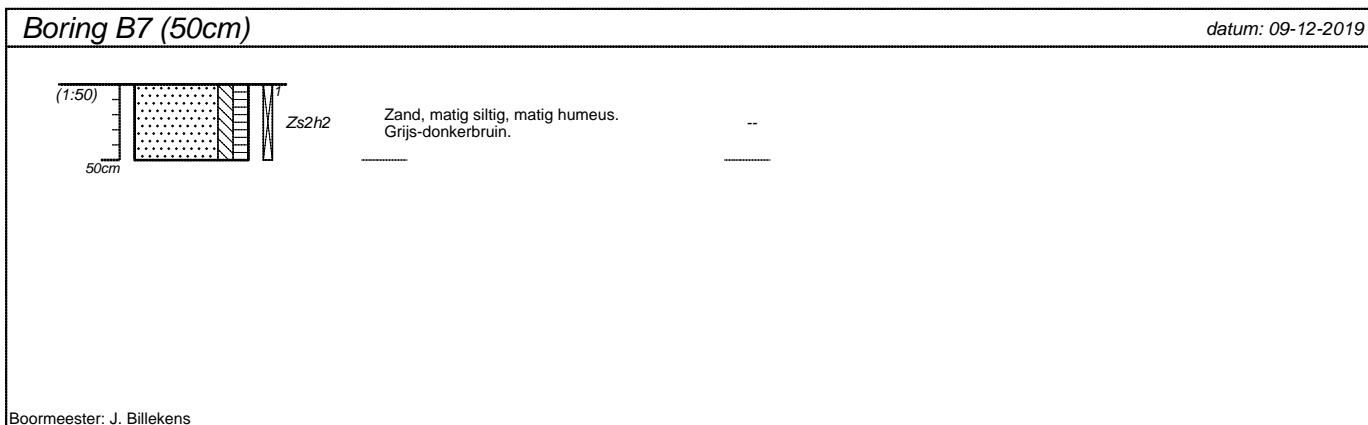 Boring B7 (50cm)
datum: 09-12-2019
(1:50)
1
Zs2h2
Zand, matig siltig, matig humeus.
Grijs-donkerbruin.
--
50cm
Boormeester: J. Billekens